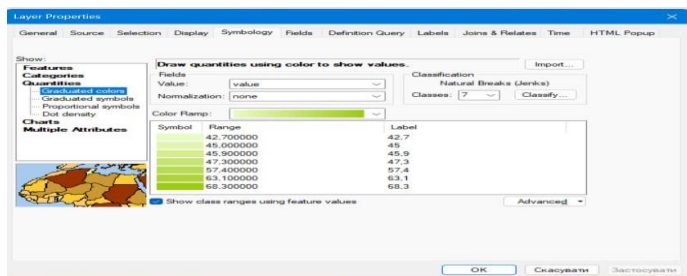 Layer Properties
General Source Selection Display Symbology Fields Definition Query Labels Joins & Relates Time HTML Popup
Show:
Features
Categories
Quantities
Graduated colors
Graduated symbols
Proportional symbols
Dot density
Charts
Multiple Attributes
Draw quantities using color to show values.
Import...
Fields
Value: value
Normalization: none
Classification
Natural Breaks (Jenks)
Classes: 7 Classify...
Color Ramp:
Symbol Range Label
42.700000 42.7
45.000000 45
45.900000 45,9
47.300000 47,3
57.400000 57,4
63.100000 63,1
68.300000 68,3
Show class ranges using feature values
Advanced
OK Скасувати Застосувати